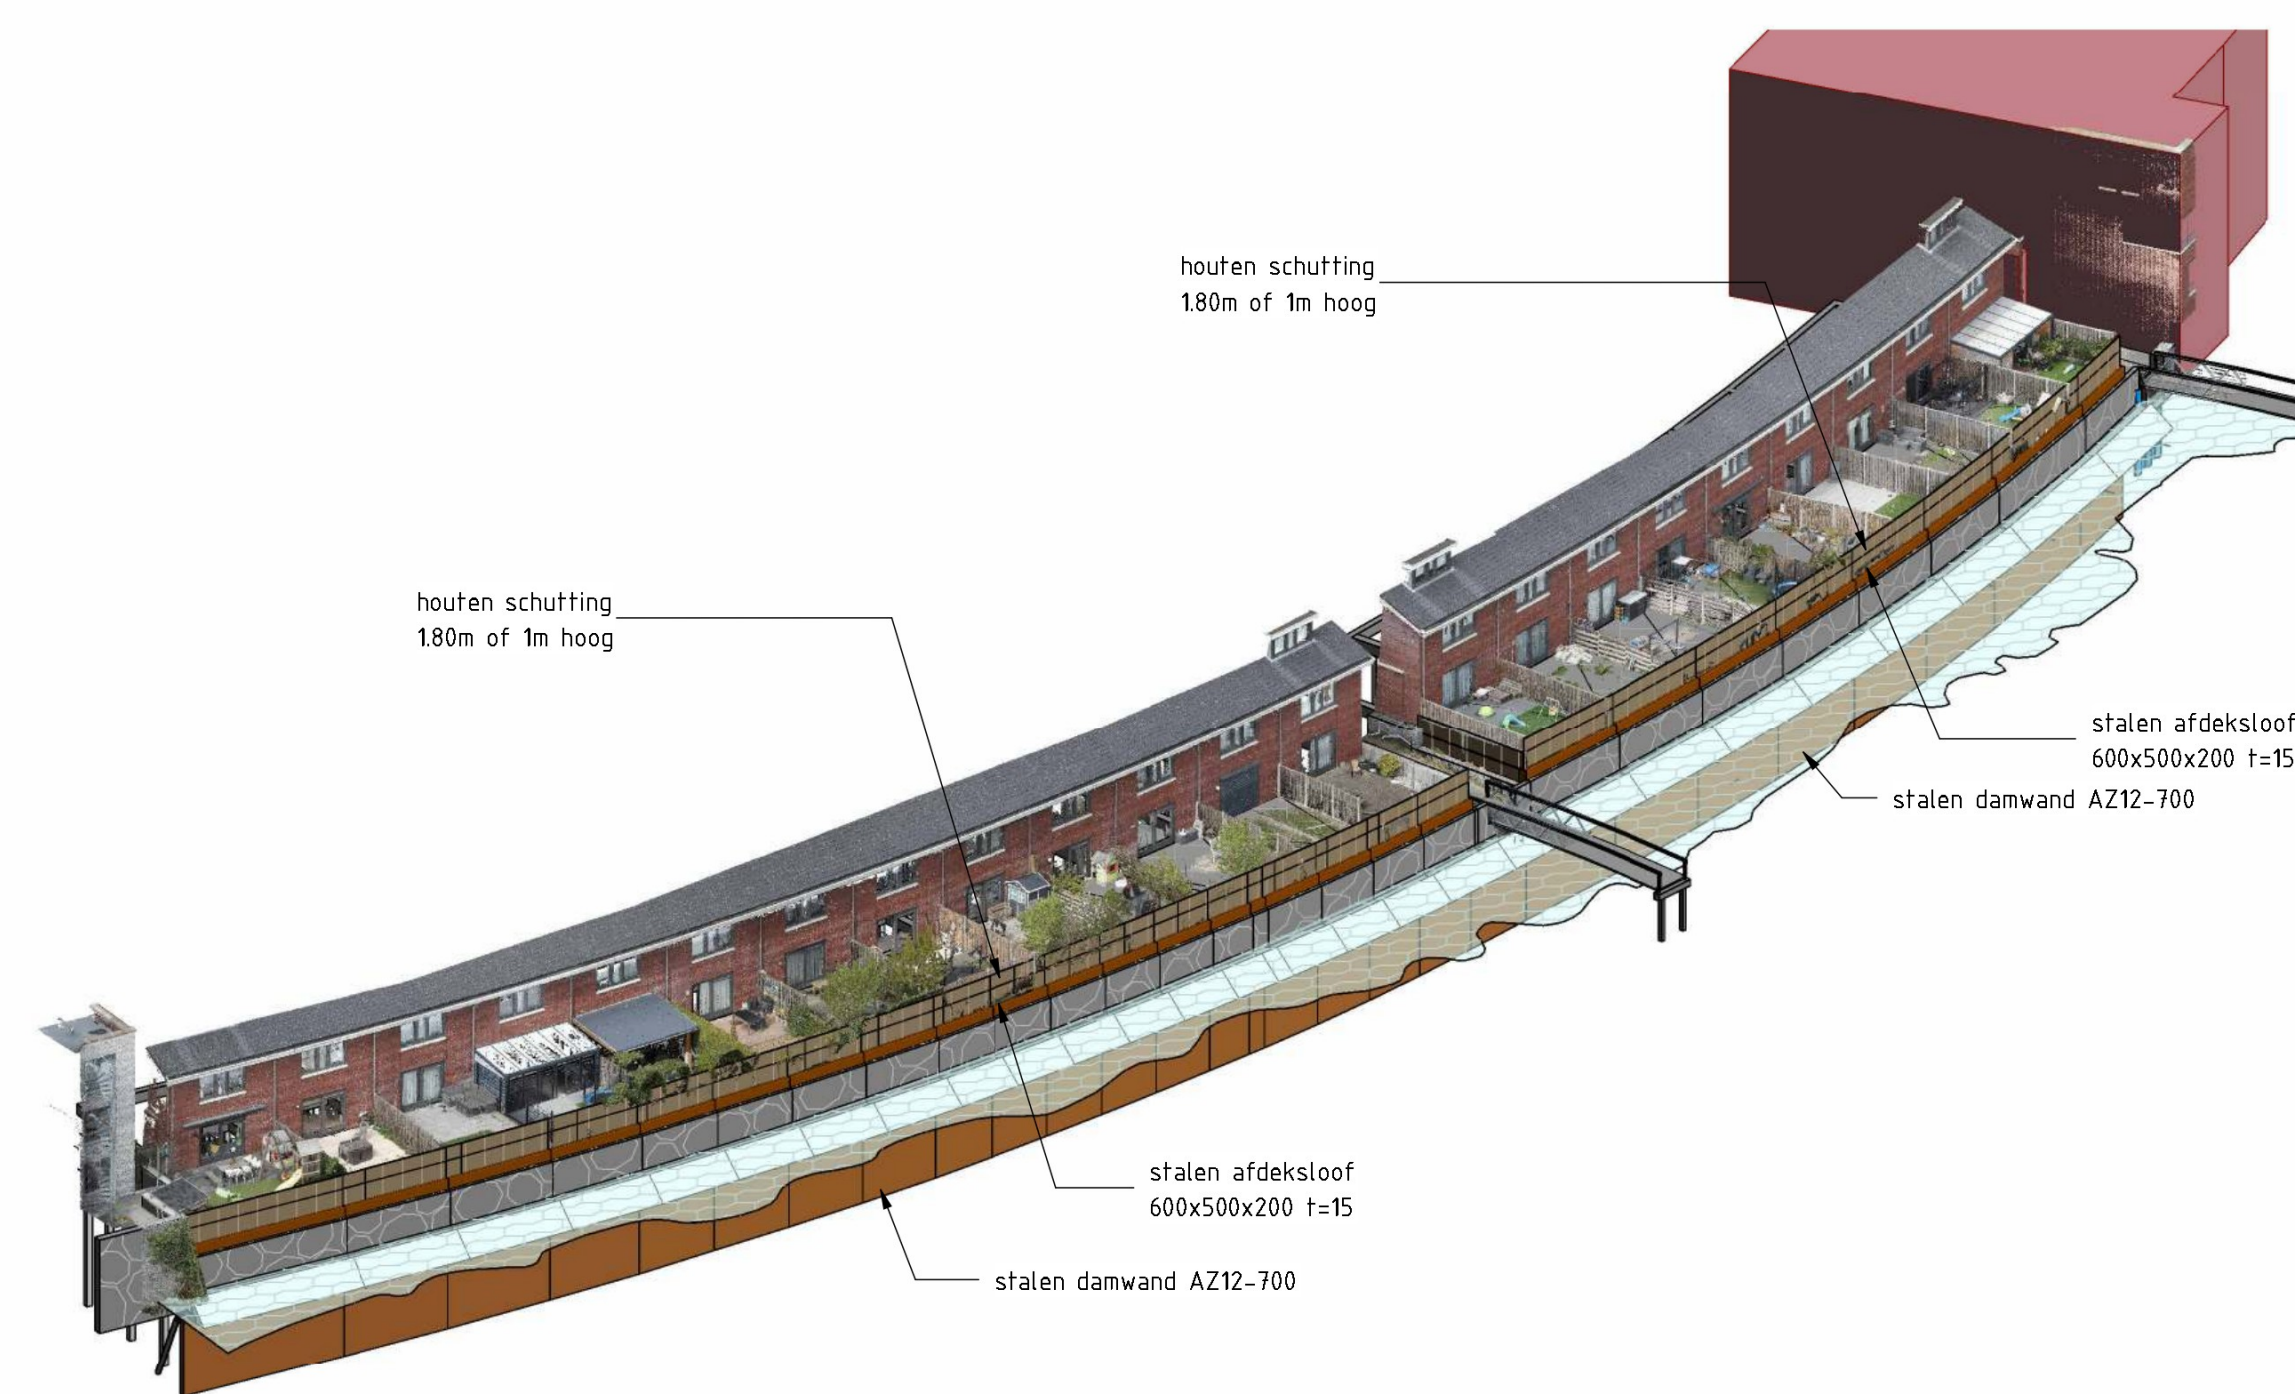 houten schutting
1.80m of 1m hoog
houten schutting
1.80m of 1m hoog
stalen afdeksloof
600x500x200 t=15
stalen damwand AZ12-700
stalen afdeksloof
600x500x200 t=15
stalen damwand AZ12-700